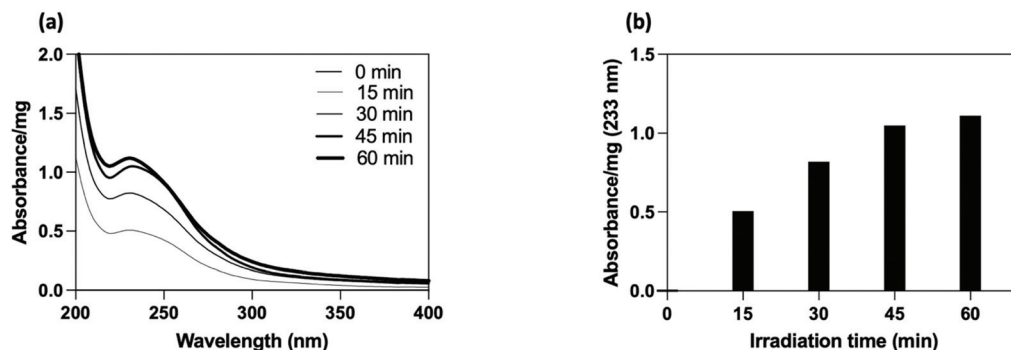 (a)
2.0
1.5
1.0
0.5
0.0
Absorbance/mg
200 250 300 350 400
Wavelength (nm)
0 min
15 min
30 min
45 min
60 min
(b)
1.5
1.0
0.5
0.0
Absorbance/mg (233 nm)
0 15 30 45 60
Irradiation time (min)